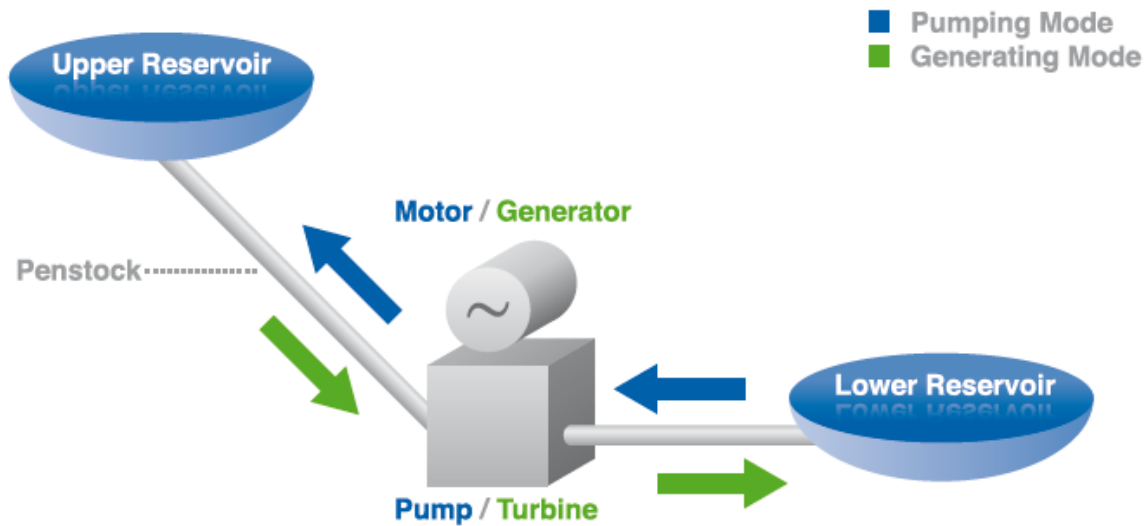 Pumping Mode
Generating Mode
Upper Reservoir
Motor / Generator
Penstock
Lower Reservoir
Pump / Turbine